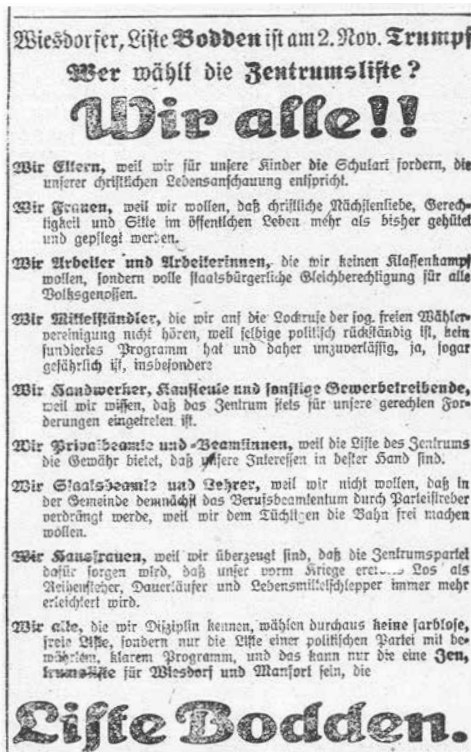 Wiesdorfer, Liste Bodden ist am 2. Nov. Trumpf
Wer wählt die Zentrumsliste?
Wir alle!!
Wir Eltern, weil wir für unsere Kinder die Schulart fordern, die
unserer christlichen Lebensanschauung entspricht.
Wir Frauen, weil wir wollen, daß christliche Nächstenliebe, Gerech-
tigkeit und Sitte im öffentlichen Leben mehr als bisher gehütet
und gepflegt werden.
Wir Arbeiter und Arbeiterinnen, die wir keinen Klassenkampf
wollen, sondern volle staatsbürgerliche Gleichberechtigung für alle
Volksgenossen.
Wir Mittelständler, die wir auf die Lockrufe der sog. freien Wähler-
vereinigung nicht hören, weil selbige politisch rückständig ist, kein
fundiertes Programm hat und daher unzuverlässig, ja, sogar
gefährlich ist, insbesondere
Wir Handwerker, Kaufleute und sonstige Gewerbetreibende,
weil wir wissen, daß das Zentrum stets für unsere gerechten For-
derungen eingetreten ist.
Wir Privatbeamte und -Beamtinnen, weil die Liste des Zentrums
die Gewähr bietet, daß unsere Interessen in bester Hand sind.
Wir Staatsbeamte und Lehrer, weil wir nicht wollen, daß in
der Gemeinde demnächst das Berufsbeamtentum durch Parteistreber
verdrängt werde, weil wir dem Tüchtigen die Bahn frei machen
wollen.
Wir Hausfrauen, weil wir überzeugt sind, daß die Zentrumspartei
dafür sorgen wird, daß unser vorm Kriege Los als
Reihensteher, Dauerläufer und Lebensmittelschlepper immer mehr
erleichtert wird.
Wir alle, die wir Disziplin kennen, wählen durchaus keine farblose,
freie Liste, sondern nur die Liste einer politischen Partei mit be-
währtem, klarem Programm, und das kann nur die eine Zen,
trumsliste für Wiesdorf und Manfort sein, die
Liste Bodden.